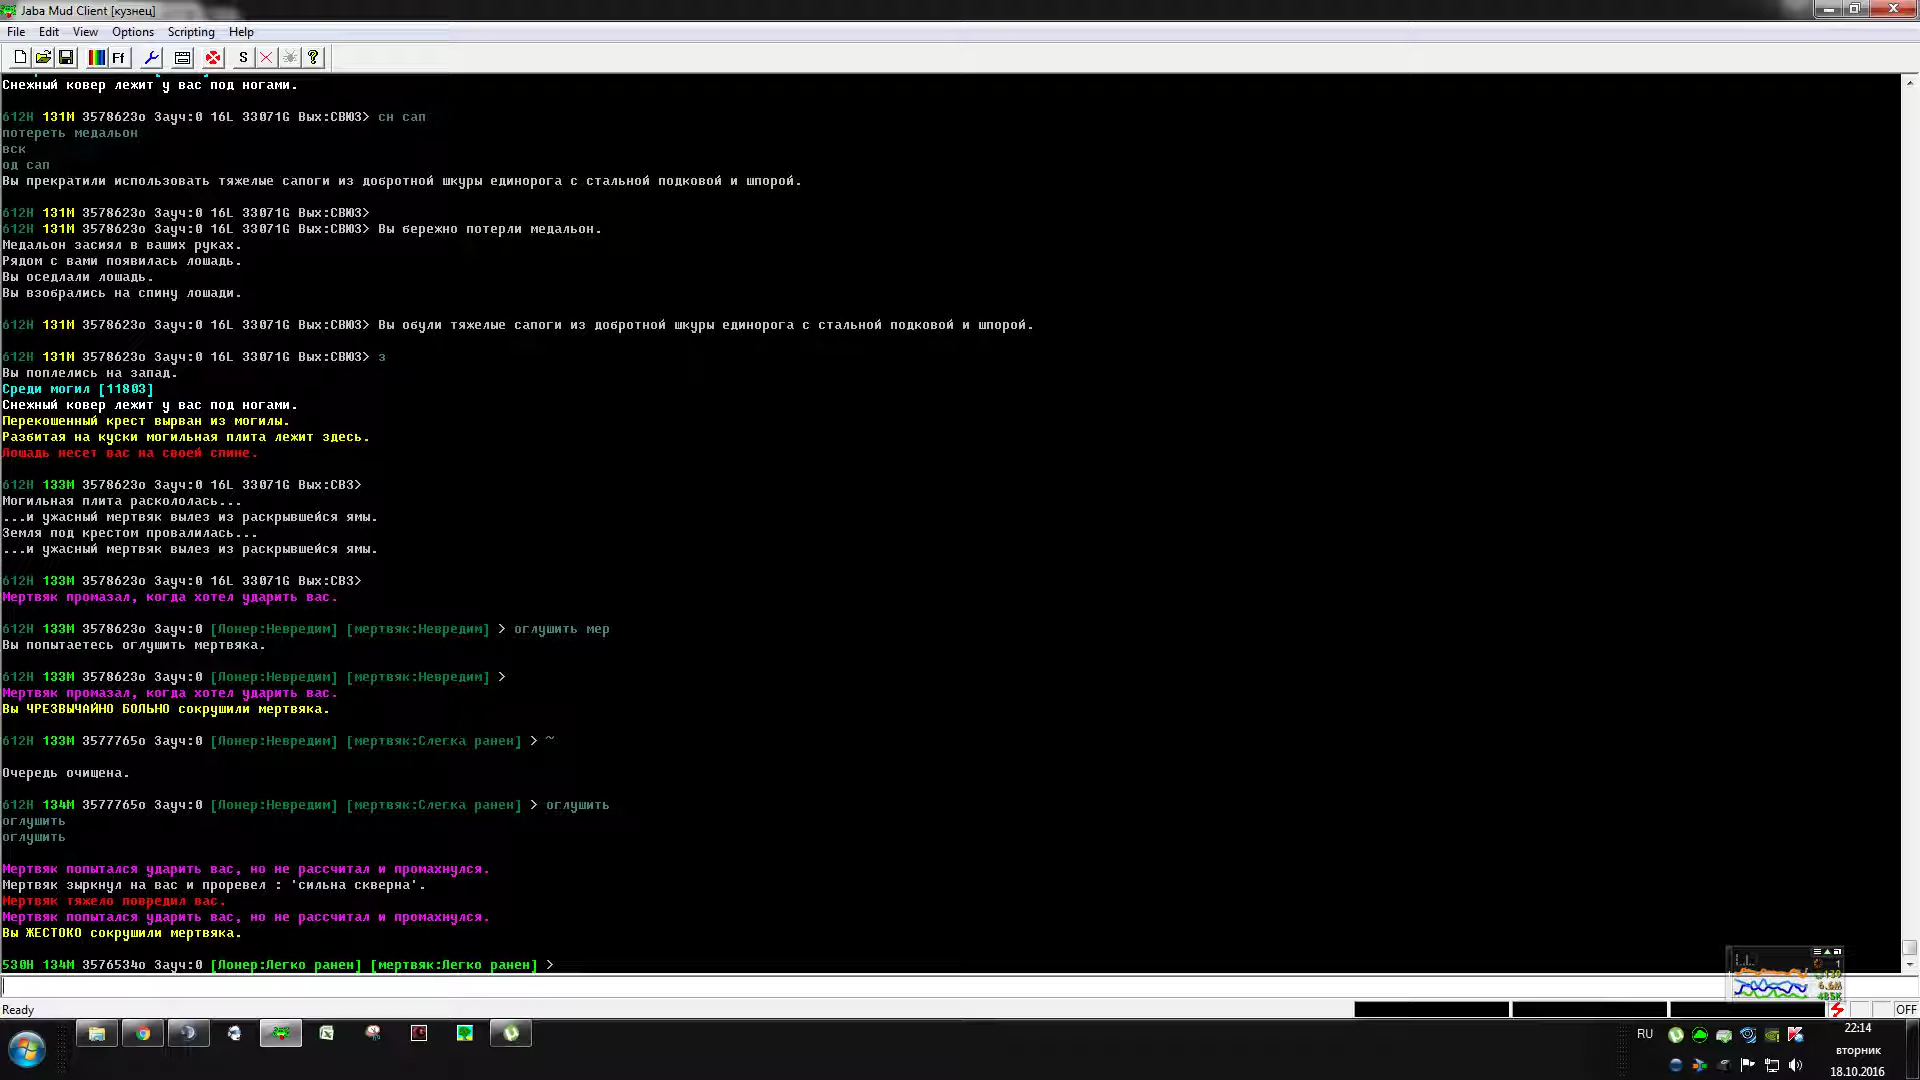 Jaba Mud Client [кузнец]
File Edit View Options Scripting Help
Ff S ?
Снежный ковер лежит у вас под ногами.
612H 131M 3578623o Зауч:0 16L 33071G Вых:СВЮЗ> сн сап
потереть медальон
вск
од сап
Вы прекратили использовать тяжелые сапоги из добротной шкуры единорога с стальной подковой и шпорой.
612H 131M 3578623o Зауч:0 16L 33071G Вых:СВЮЗ>
612H 131M 3578623o Зауч:0 16L 33071G Вых:СВЮЗ> Вы бережно потерли медальон.
Медальон засиял в ваших руках.
Рядом с вами появилась лошадь.
Вы оседлали лошадь.
Вы взобрались на спину лошади.
612H 131M 3578623o Зауч:0 16L 33071G Вых:СВЮЗ> Вы обули тяжелые сапоги из добротной шкуры единорога с стальной подковой и шпорой.
612H 131M 3578623o Зауч:0 16L 33071G Вых:СВЮЗ> з
Вы поплелись на запад.
Среди могил [11803]
Снежный ковер лежит у вас под ногами.
Перекошенный крест вырван из могилы.
Разбитая на куски могильная плита лежит здесь.
Лошадь несет вас на своей спине.
612H 133M 3578623o Зауч:0 16L 33071G Вых:СВЗ>
Могильная плита раскололась...
...и ужасный мертвяк вылез из раскрывшейся ямы.
Земля под крестом провалилась...
...и ужасный мертвяк вылез из раскрывшейся ямы.
612H 133M 3578623o Зауч:0 16L 33071G Вых:СВЗ>
Мертвяк промазал, когда хотел ударить вас.
612H 133M 3578623o Зауч:0 [Лонер:Невредим] [мертвяк:Невредим] > оглушить мер
Вы попытаетесь оглушить мертвяка.
612H 133M 3578623o Зауч:0 [Лонер:Невредим] [мертвяк:Невредим] >
Мертвяк промазал, когда хотел ударить вас.
Вы ЧРЕЗВЫЧАЙНО БОЛЬНО сокрушили мертвяка.
612H 133M 3577765o Зауч:0 [Лонер:Невредим] [мертвяк:Слегка ранен] > ~
Очередь очищена.
612H 134M 3577765o Зауч:0 [Лонер:Невредим] [мертвяк:Слегка ранен] > оглушить
оглушить
оглушить
Мертвяк попытался ударить вас, но не рассчитал и промахнулся.
Мертвяк зыркнул на вас и проревел : 'сильна скверна'.
Мертвяк тяжело повредил вас.
Мертвяк попытался ударить вас, но не рассчитал и промахнулся.
Вы ЖЕСТОКО сокрушили мертвяка.
530H 134M 3576534o Зауч:0 [Лонер:Легко ранен] [мертвяк:Легко ранен] >
1
6.6M
485K
Ready
OFF
RU
22:14
вторник
18.10.2016